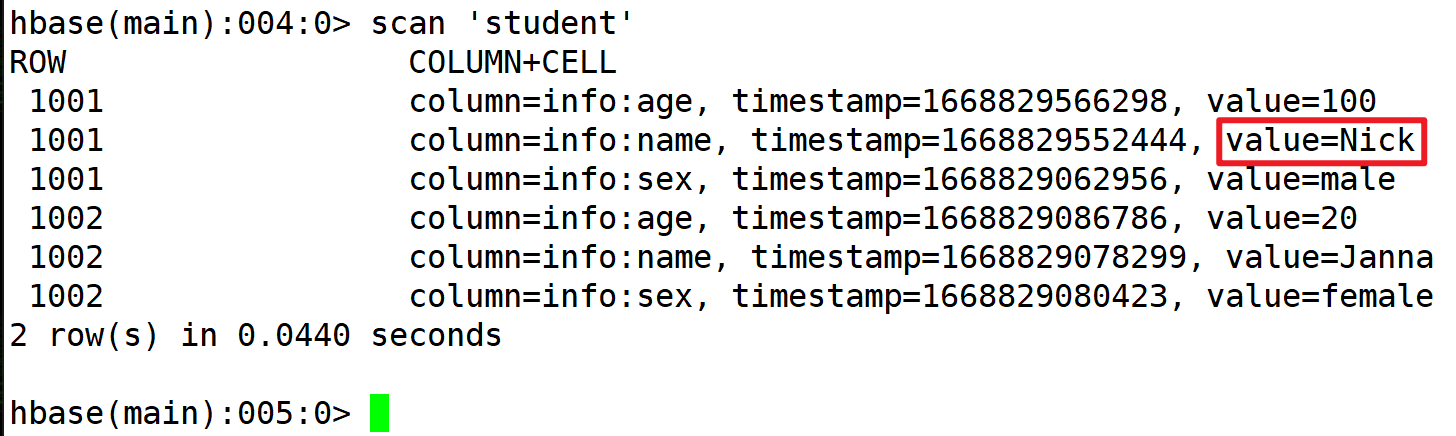 hbase(main):004:0> scan 'student'
ROW                  COLUMN+CELL
 1001                column=info:age, timestamp=1668829566298, value=100
 1001                column=info:name, timestamp=1668829552444, value=Nick
 1001                column=info:sex, timestamp=1668829062956, value=male
 1002                column=info:age, timestamp=1668829086786, value=20
 1002                column=info:name, timestamp=1668829078299, value=Janna
 1002                column=info:sex, timestamp=1668829080423, value=female
2 row(s) in 0.0440 seconds
hbase(main):005:0>